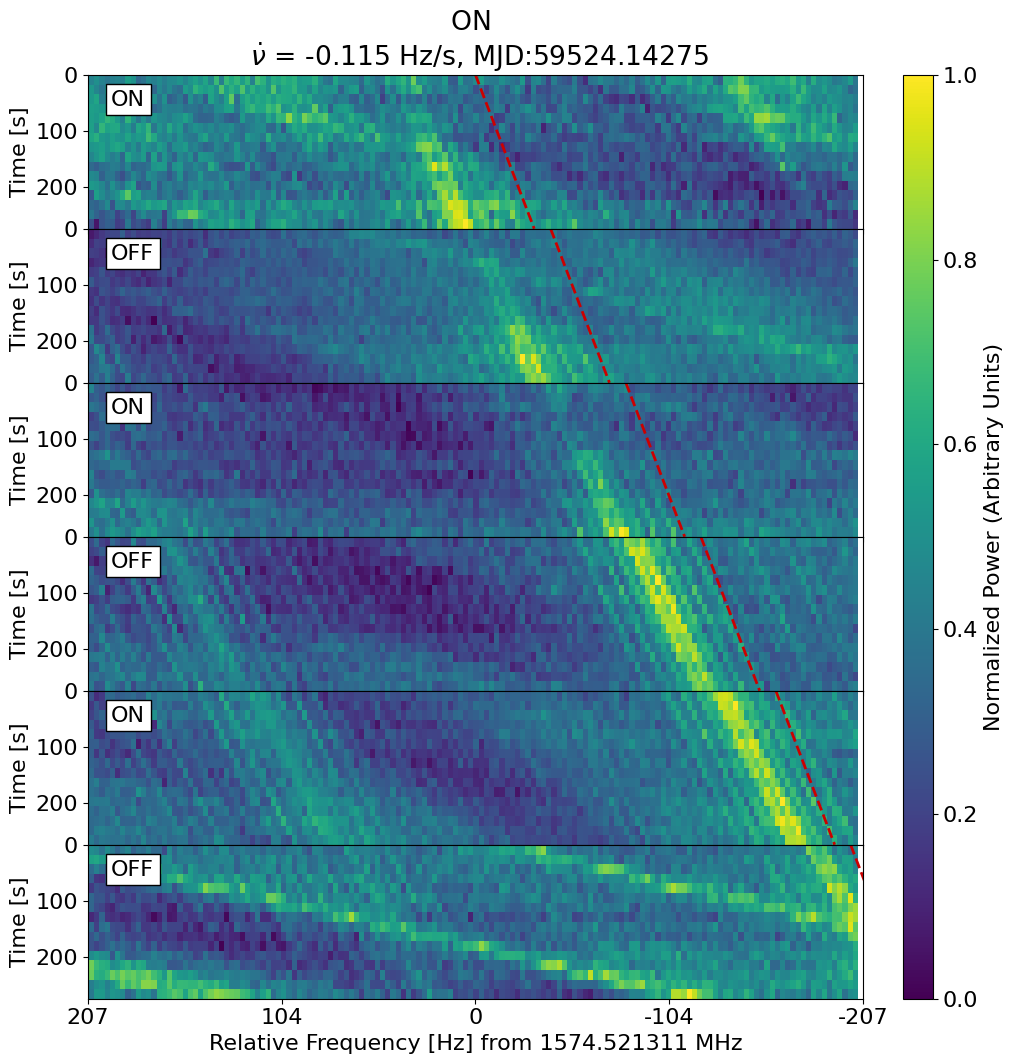 ON
ν̇ = -0.115 Hz/s, MJD:59524.14275
0
ON
100
200
Time [s]
0
OFF
100
200
Time [s]
0
ON
100
200
Time [s]
0
OFF
100
200
Time [s]
0
ON
100
200
Time [s]
0
OFF
100
200
Time [s]
207
104
0
-104
-207
Relative Frequency [Hz] from 1574.521311 MHz
1.0
0.8
0.6
0.4
0.2
0.0
Normalized Power (Arbitrary Units)